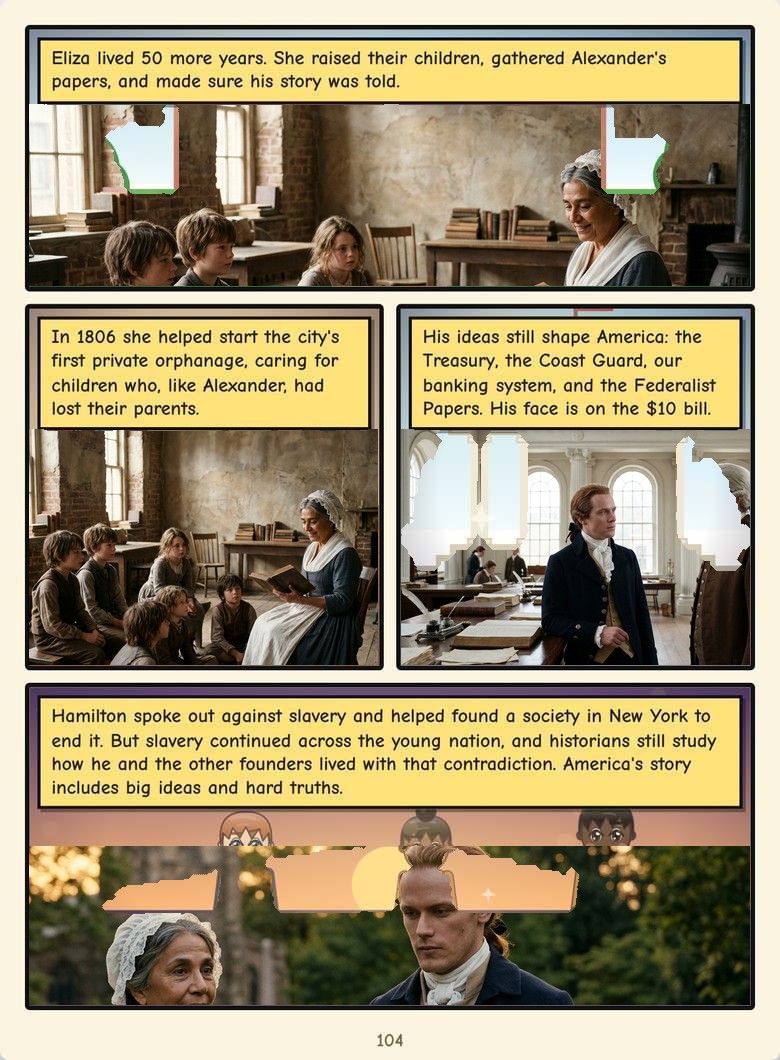 Eliza lived 50 more years. She raised their children, gathered Alexander's
papers, and made sure his story was told.
In 1806 she helped start the city's
first private orphanage, caring for
children who, like Alexander, had
lost their parents.
His ideas still shape America: the
Treasury, the Coast Guard, our
banking system, and the Federalist
Papers. His face is on the $10 bill.
Hamilton spoke out against slavery and helped found a society in New York to
end it. But slavery continued across the young nation, and historians still study
how he and the other founders lived with that contradiction. America's story
includes big ideas and hard truths.
104